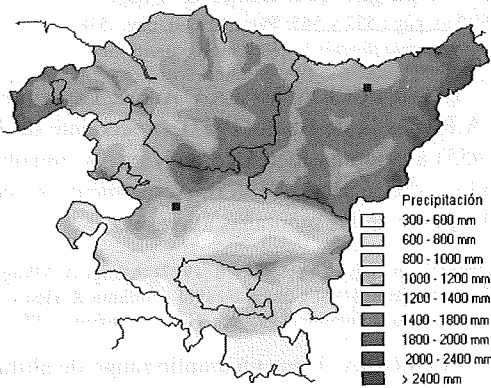 Precipitación
300 - 600 mm
600 - 800 mm
800 - 1000 mm
1000 - 1200 mm
1200 - 1400 mm
1400 - 1800 mm
1800 - 2000 mm
2000 - 2400 mm
> 2400 mm